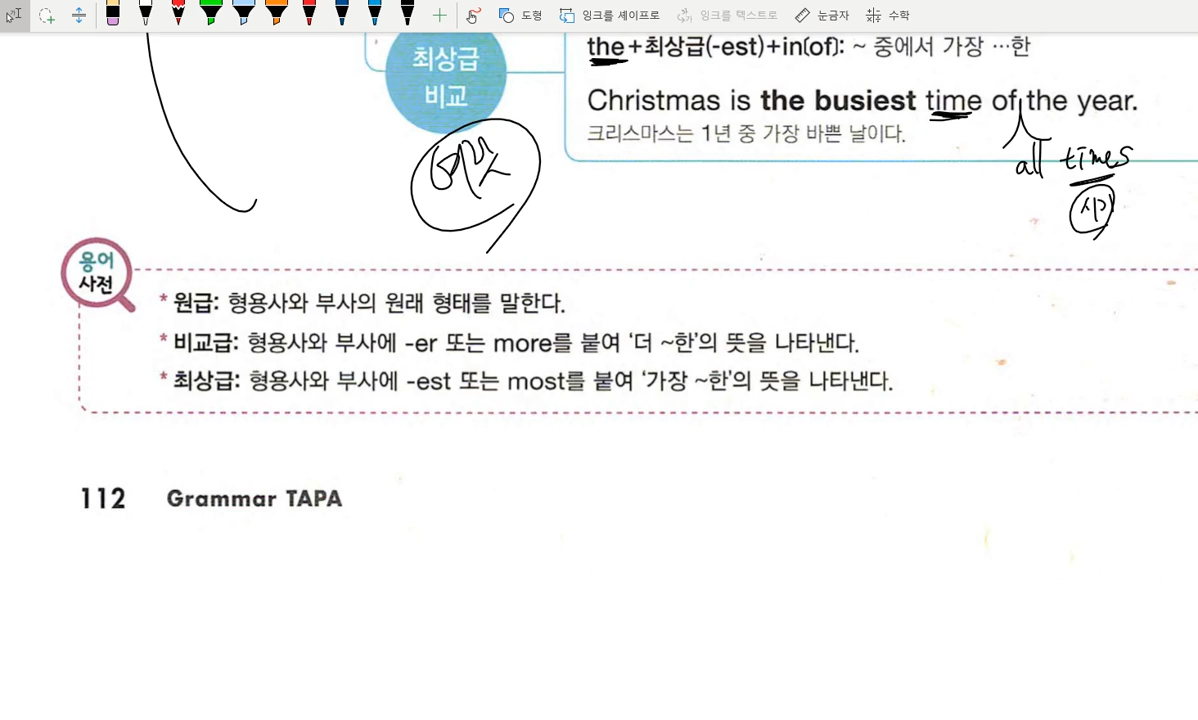 도형 잉크를 셰이프로 잉크를 텍스트로 눈금자 수학
최상급
비교
the+최상급(-est)+in(of): ~ 중에서 가장 …한
Christmas is the busiest time of the year.
크리스마스는 1년 중 가장 바쁜 날이다.
all times
용어
사전
* 원급: 형용사와 부사의 원래 형태를 말한다.
* 비교급: 형용사와 부사에 -er 또는 more를 붙여 ‘더 ~한’의 뜻을 나타낸다.
* 최상급: 형용사와 부사에 -est 또는 most를 붙여 ‘가장 ~한’의 뜻을 나타낸다.
112 Grammar TAPA